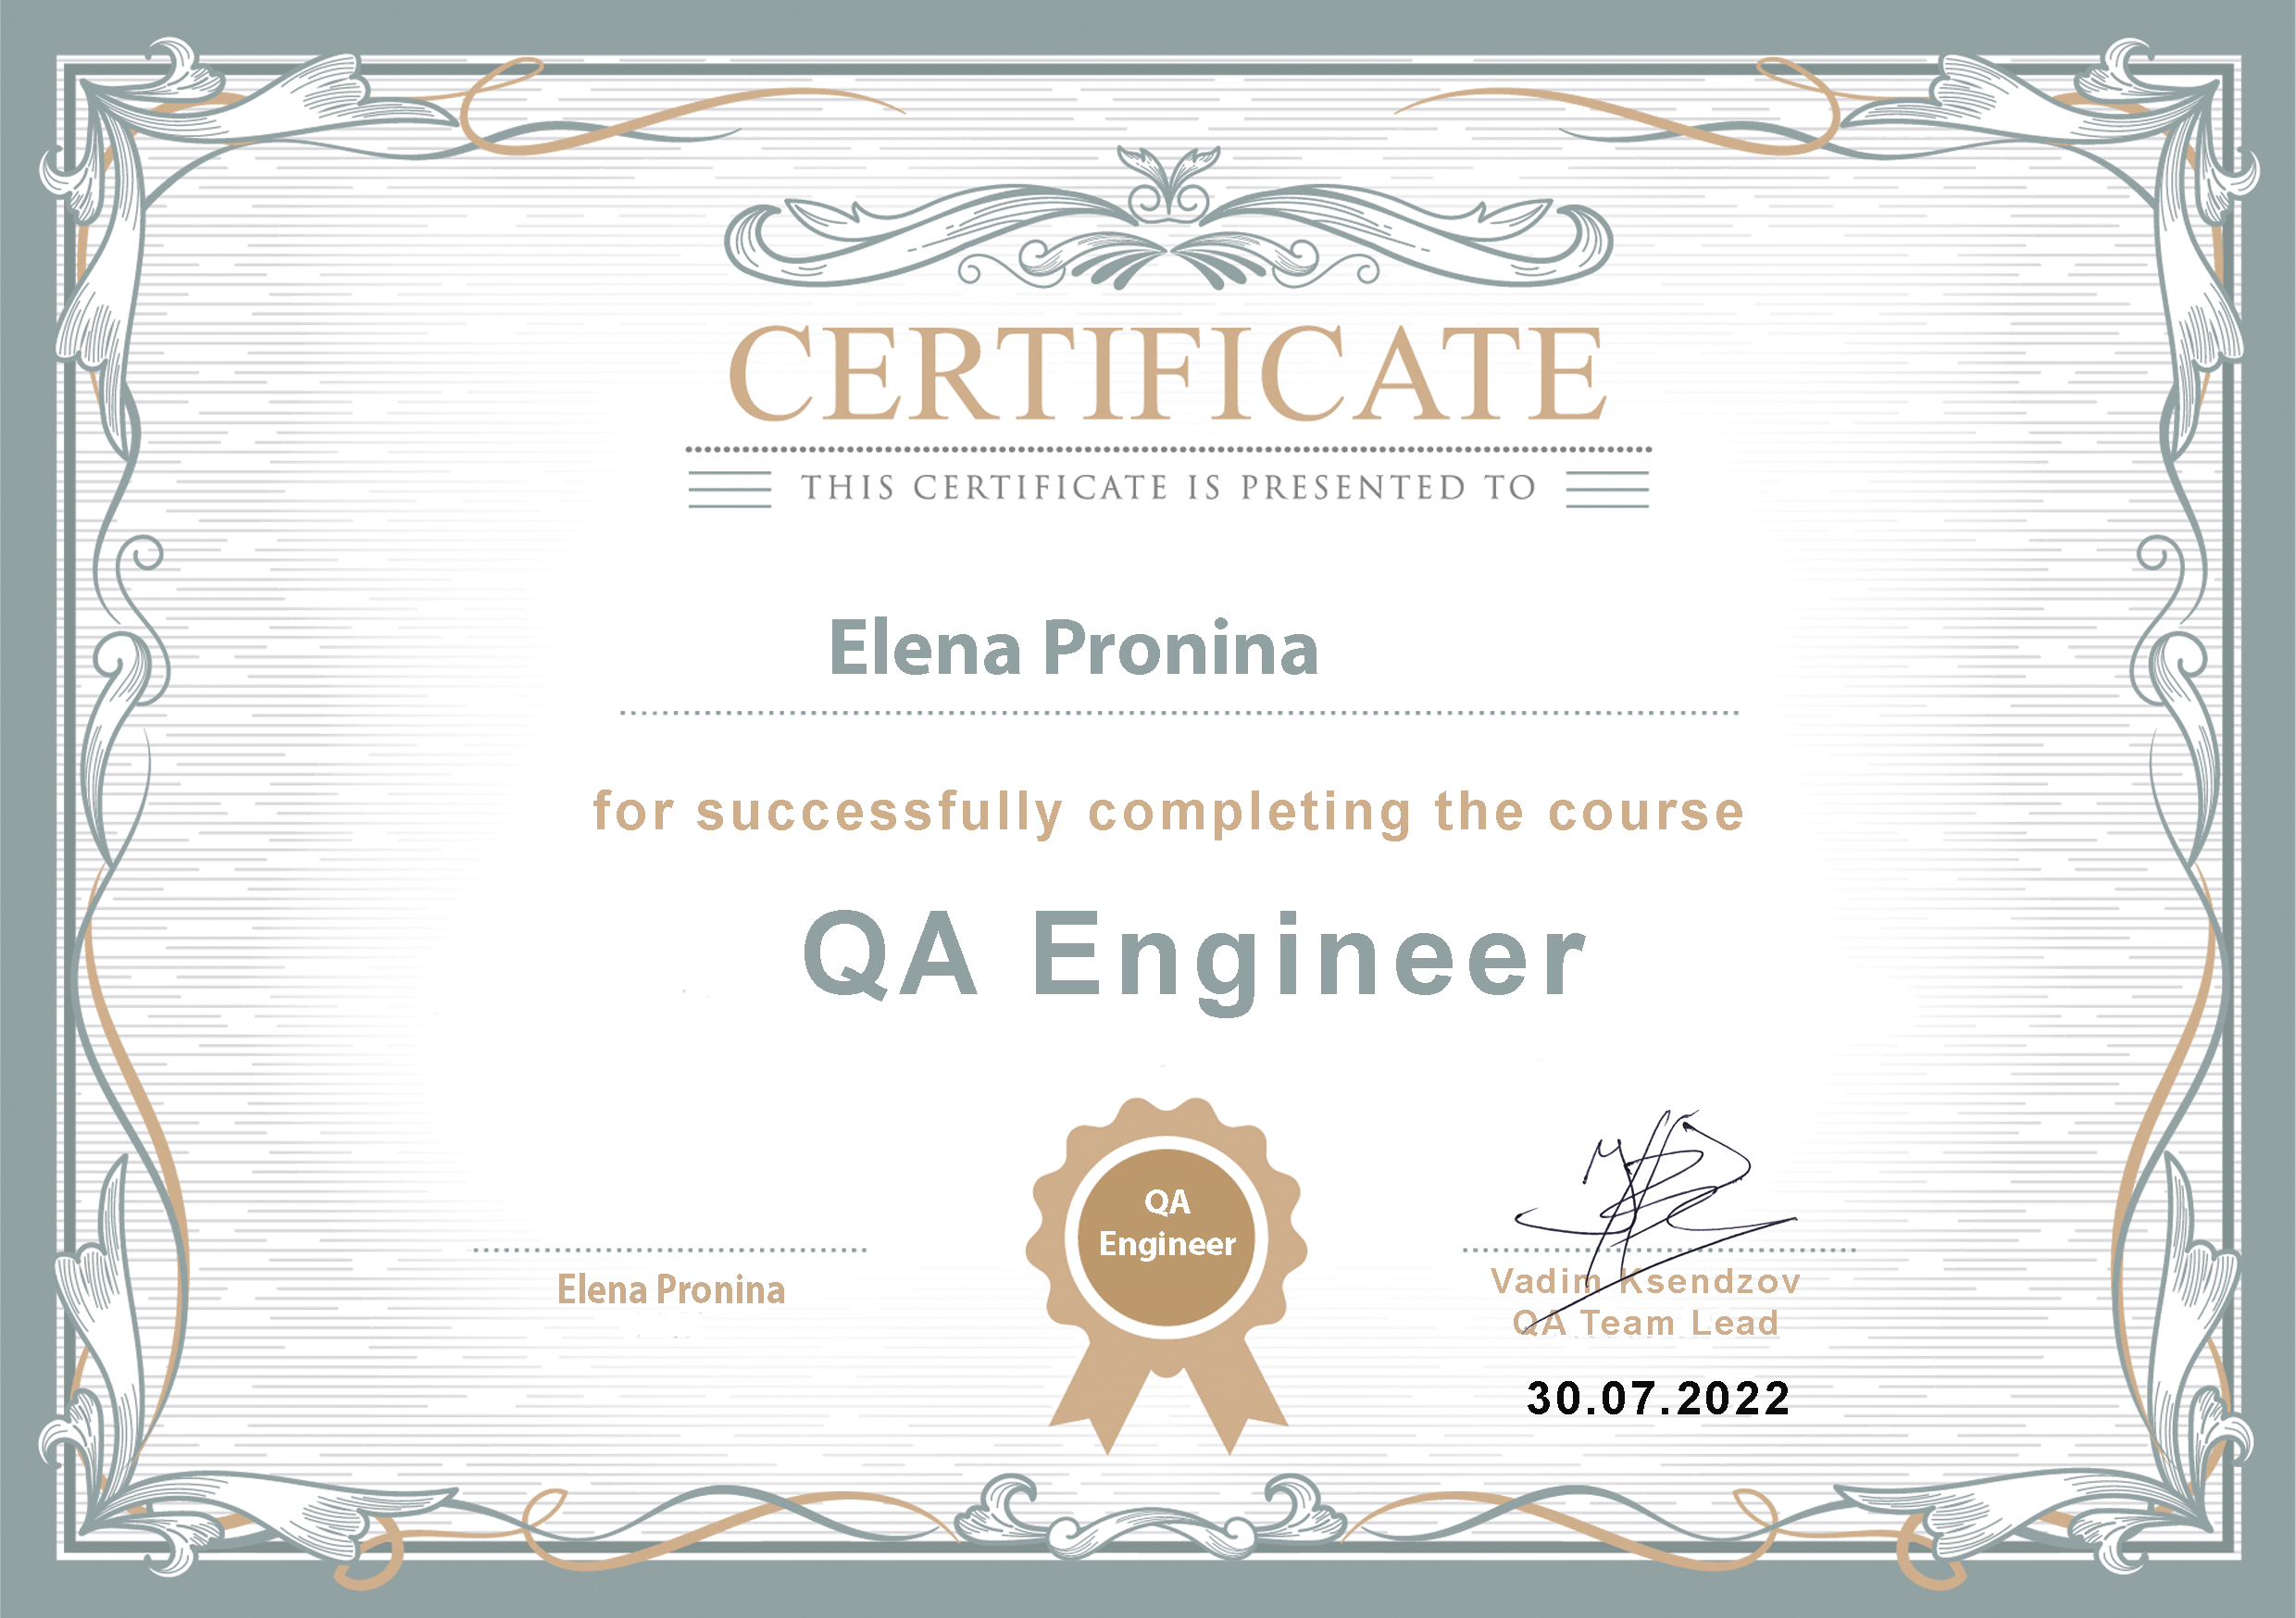 CERTIFICATE
THIS CERTIFICATE IS PRESENTED TO
Elena Pronina
for successfully completing the course
QA Engineer
QA
Engineer
Elena Pronina
Vadim Ksendzov
QA Team Lead
30.07.2022